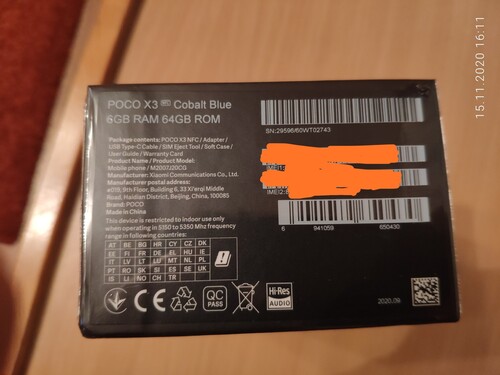 POCO X3 NFC Cobalt Blue
6GB RAM 64GB ROM
Package contents: POCO X3 NFC / Adapter /
USB Type-C Cable / SIM Eject Tool / Soft Case /
User Guide / Warranty Card
Product Name / Product Model:
Mobile phone / M2007J20CG
Manufacturer: Xiaomi Communications Co., Ltd.
#019, 9th Floor, Building 6, 33 Xi'erqi Middle
Road, Haidian District, Beijing, China, 100085
Brand: POCO
Made in China
This device is restricted to indoor use only
when operating in 5150 to 5350 Mhz frequency
range in following countries:
AT BE BG HR CY CZ DK
EE FI FR DE EL HU IE
IT LV LT LU MT NL PL
PT RO SK SI ES SE UK
IS LI NO CH TR
CE
QC
PASS
Hi-Res
AUDIO
SN:29596/60WT02743
IMEI1:
IMEI2:
6 941059 650430
2020.09.
15.11.2020 16:11